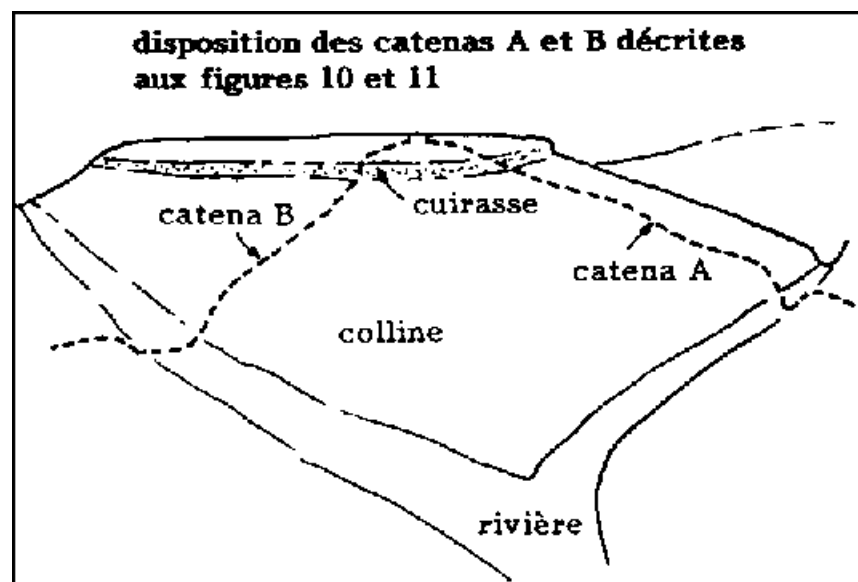 disposition des catenas A et B décrites
aux figures 10 et 11
cuirasse
catena B
catena A
colline
rivière